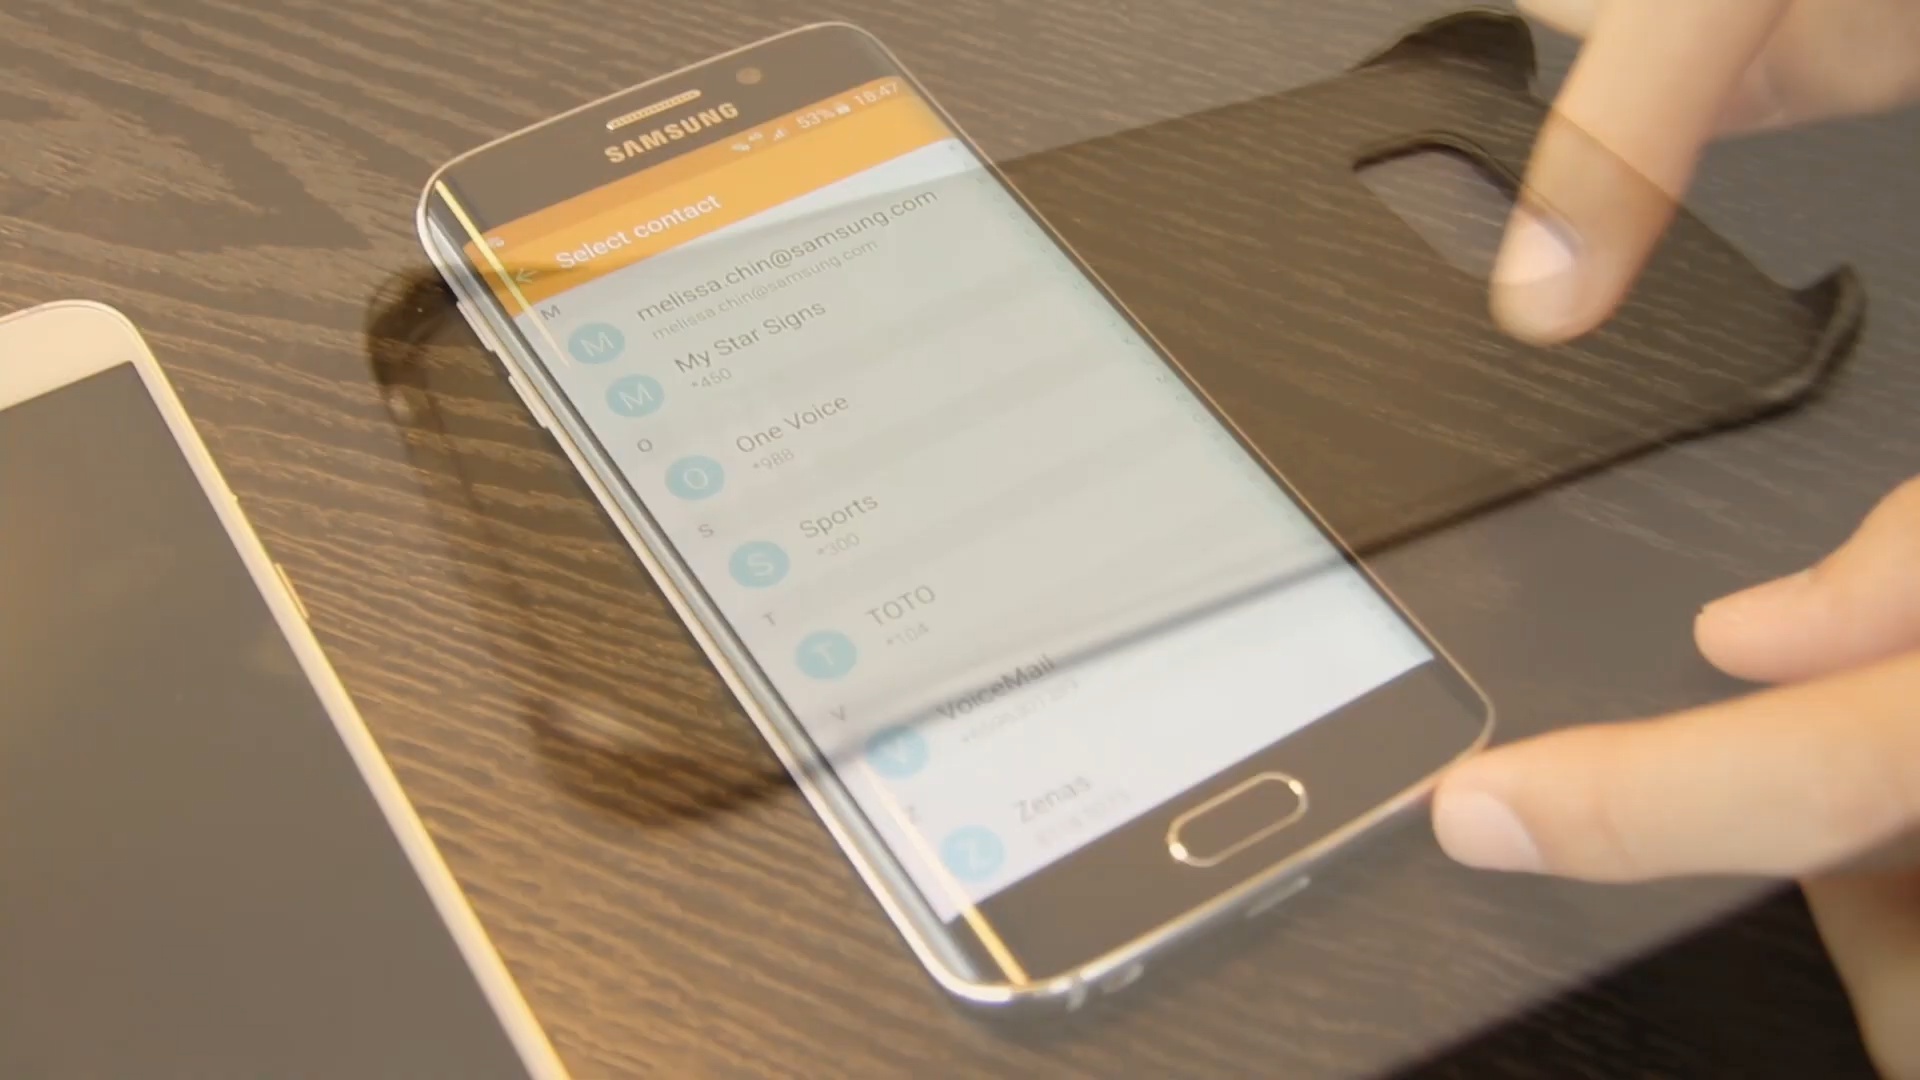 SAMSUNG
53% 18:47
Select contact
M
M melissa.chin@samsung.com
melissa.chin@samsung.com
M My Star Signs
*450
O
O One Voice
*988
S
S Sports
*300
T
T TOTO
*104
V
V VoiceMail
Z
Z Zenas